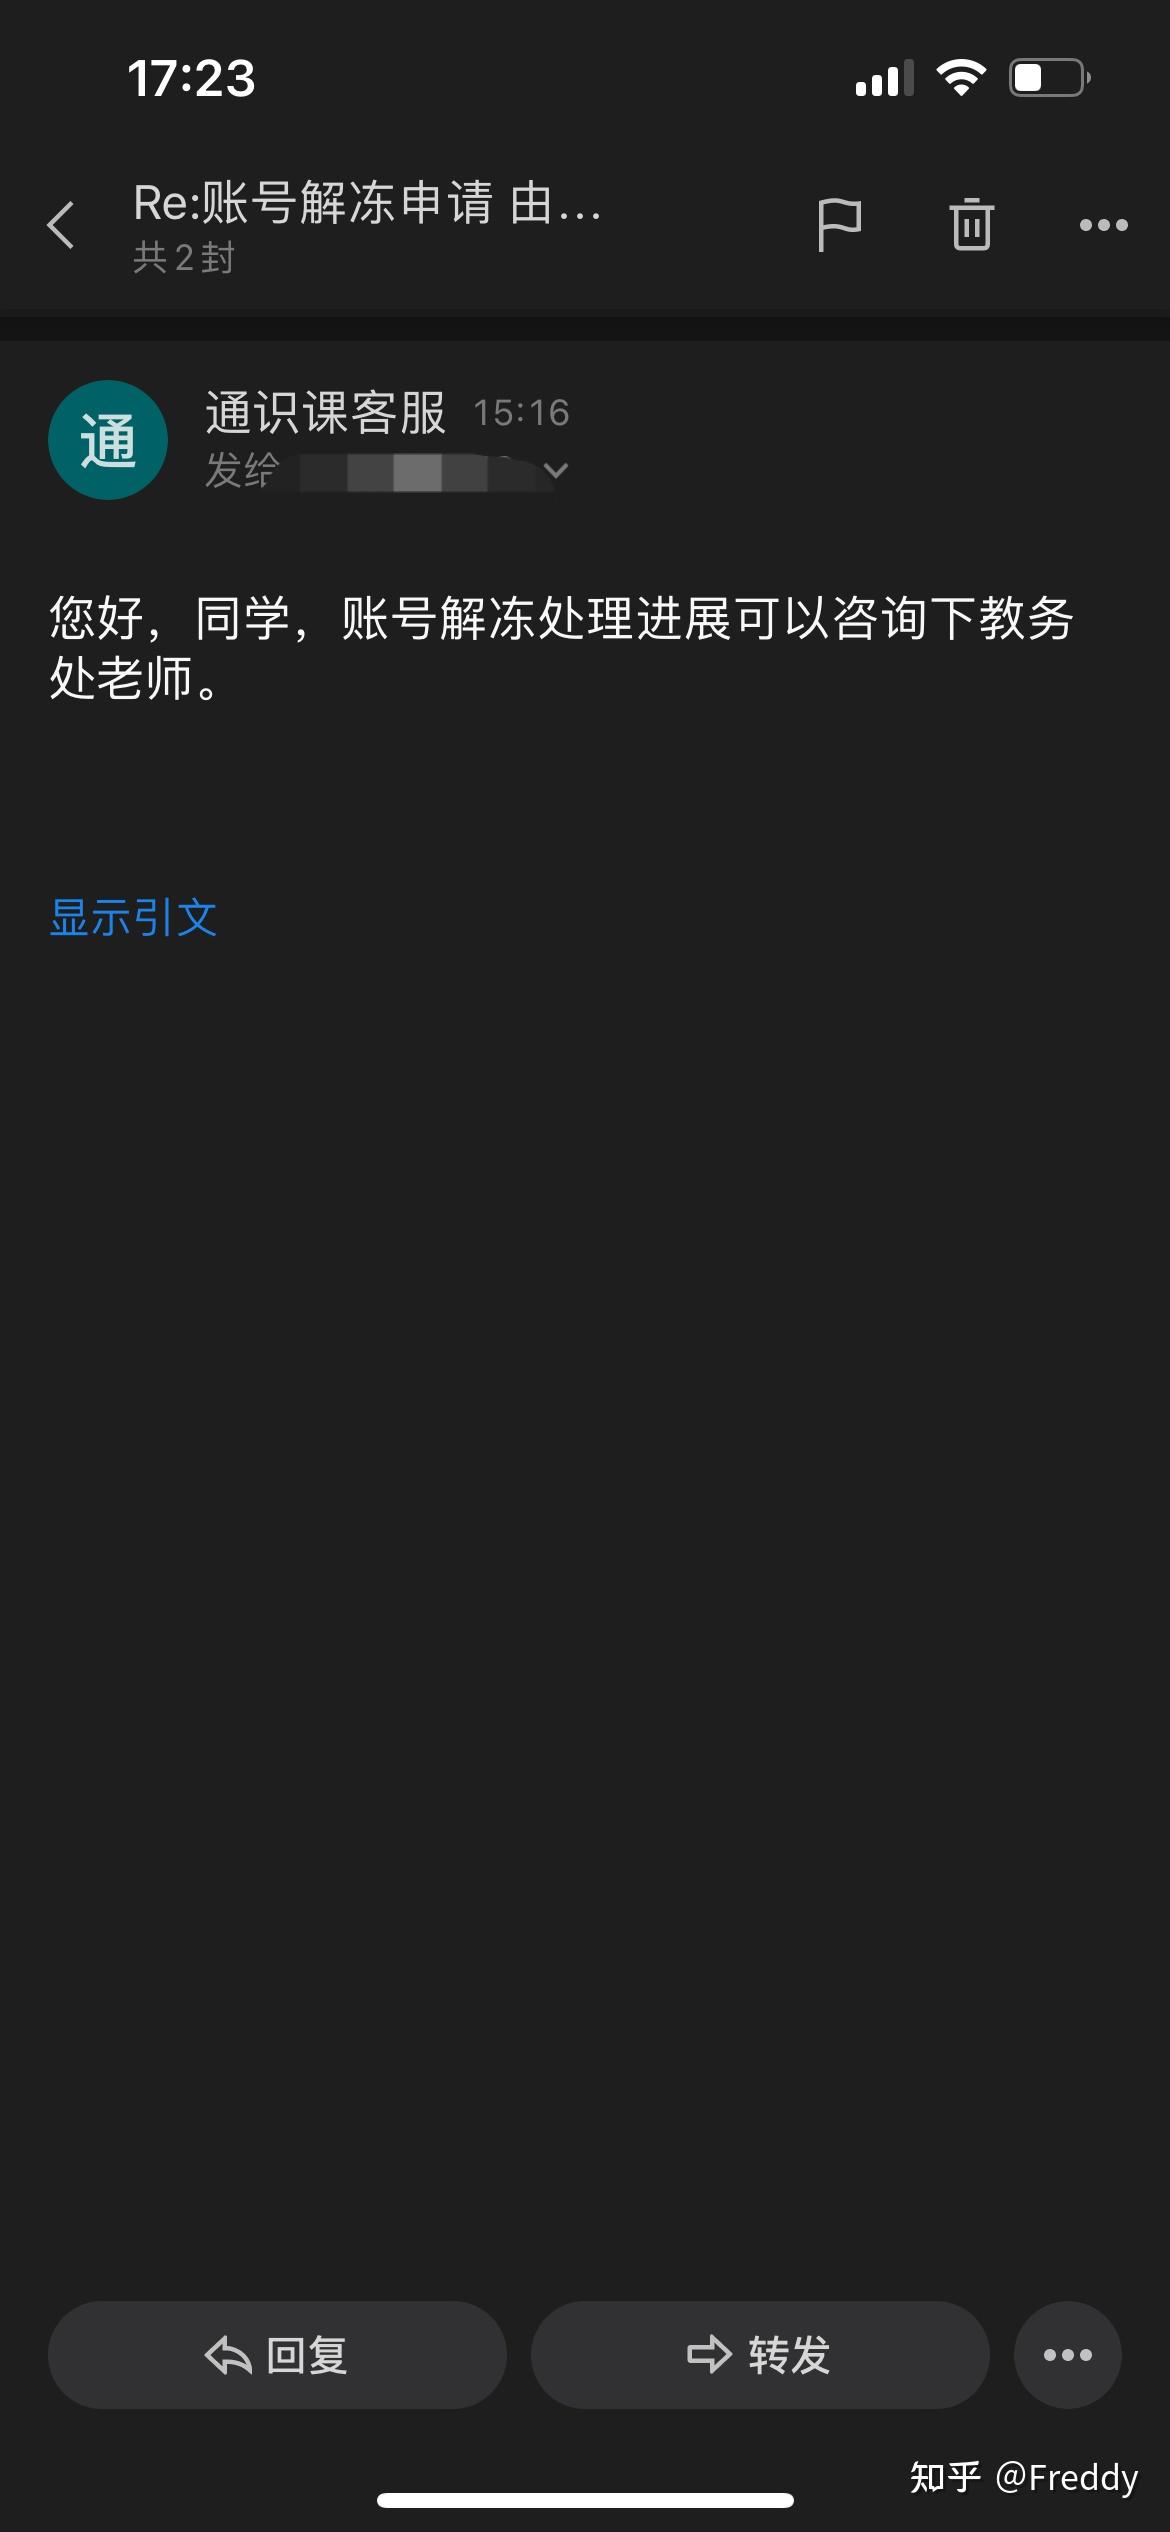 17:23
Re:账号解冻申请 由...
共2封
通
通识课客服 15:16
发给
您好，同学，账号解冻处理进展可以咨询下教务
处老师。
显示引文
回复
转发
知乎 @Freddy